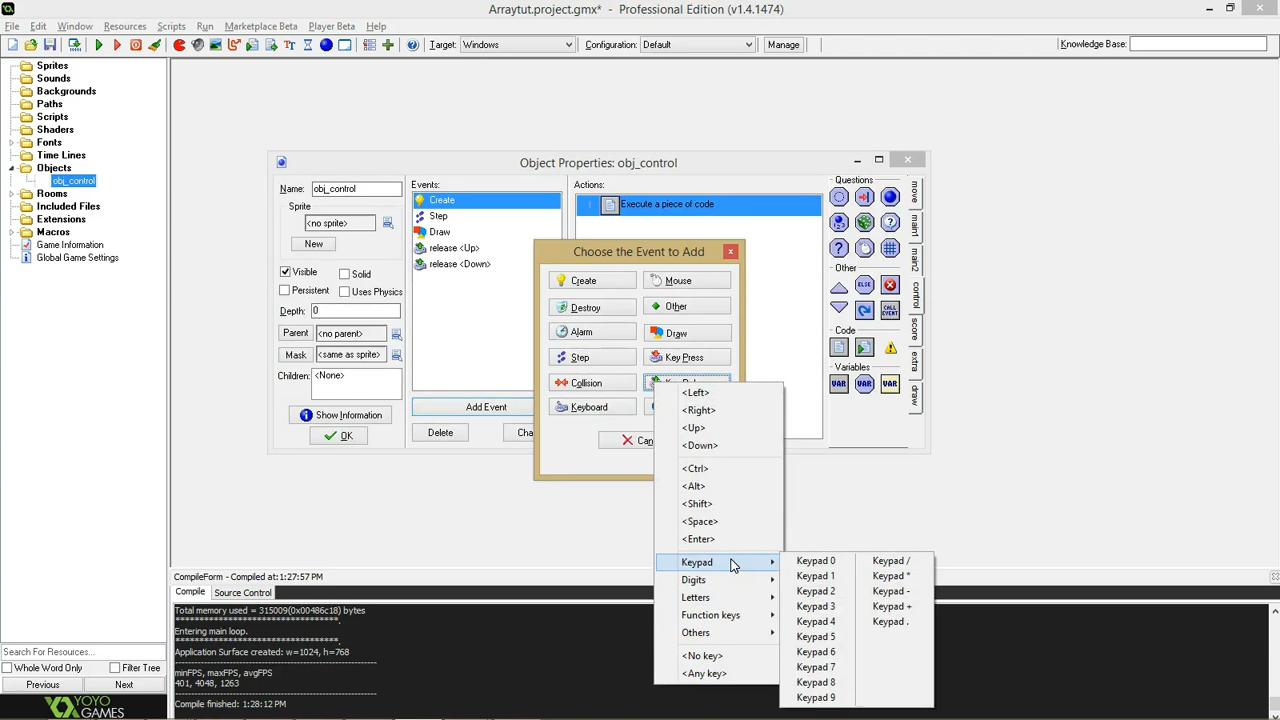 Arraytut.project.gmx* - Professional Edition (v1.4.1474)
File Edit Window Resources Scripts Run Marketplace Beta Player Beta Help
Target: Windows Configuration: Default Manage Knowledge Base:
Sprites
Sounds
Backgrounds
Paths
Scripts
Shaders
Fonts
Time Lines
Objects
obj_control
Rooms
Included Files
Extensions
Macros
Game Information
Global Game Settings
Search For Resources...
Whole Word Only Filter Tree
Previous Next
YOYO
GAMES
Object Properties: obj_control
Name: obj_control
Sprite
<no sprite>
New
Visible Solid
Persistent Uses Physics
Depth: 0
Parent <no parent>
Mask <same as sprite>
Children: <None>
Show Information
OK
Events:
Create
Step
Draw
release <Up>
release <Down>
Add Event
Delete Cha
Actions:
Execute a piece of code
Questions
Other
ELSE
CALL EVENT
Code
Variables
VAR VAR VAR
move
main1
main2
control
score
extra
draw
Choose the Event to Add
Create Mouse
Destroy Other
Alarm Draw
Step Key Press
Collision
Keyboard
Can
<Left>
<Right>
<Up>
<Down>
<Ctrl>
<Alt>
<Shift>
<Space>
<Enter>
Keypad
Digits
Letters
Function keys
Others
<No key>
<Any key>
Keypad 0 Keypad /
Keypad 1 Keypad *
Keypad 2 Keypad -
Keypad 3 Keypad +
Keypad 4 Keypad .
Keypad 5
Keypad 6
Keypad 7
Keypad 8
Keypad 9
CompileForm - Compiled at :1:27:57 PM
Compile Source Control
Total memory used = 315009(0x00486c18) bytes
***********************************.
Entering main loop.
***********************************.
Application Surface created: w=1024, h=768
minFPS, maxFPS, avgFPS
401, 4048, 1263
Compile finished: 1:28:12 PM